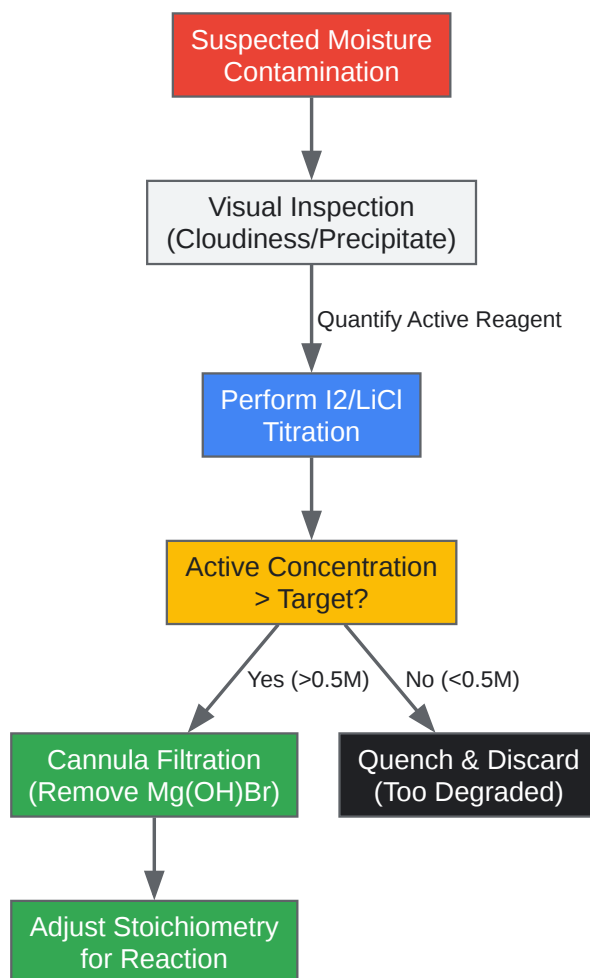 Suspected Moisture
Contamination
Visual Inspection
(Cloudiness/Precipitate)
Quantify Active Reagent
Perform I2/LiCl
Titration
Active Concentration
> Target?
Yes (>0.5M)
No (<0.5M)
Cannula Filtration
(Remove Mg(OH)Br)
Quench & Discard
(Too Degraded)
Adjust Stoichiometry
for Reaction